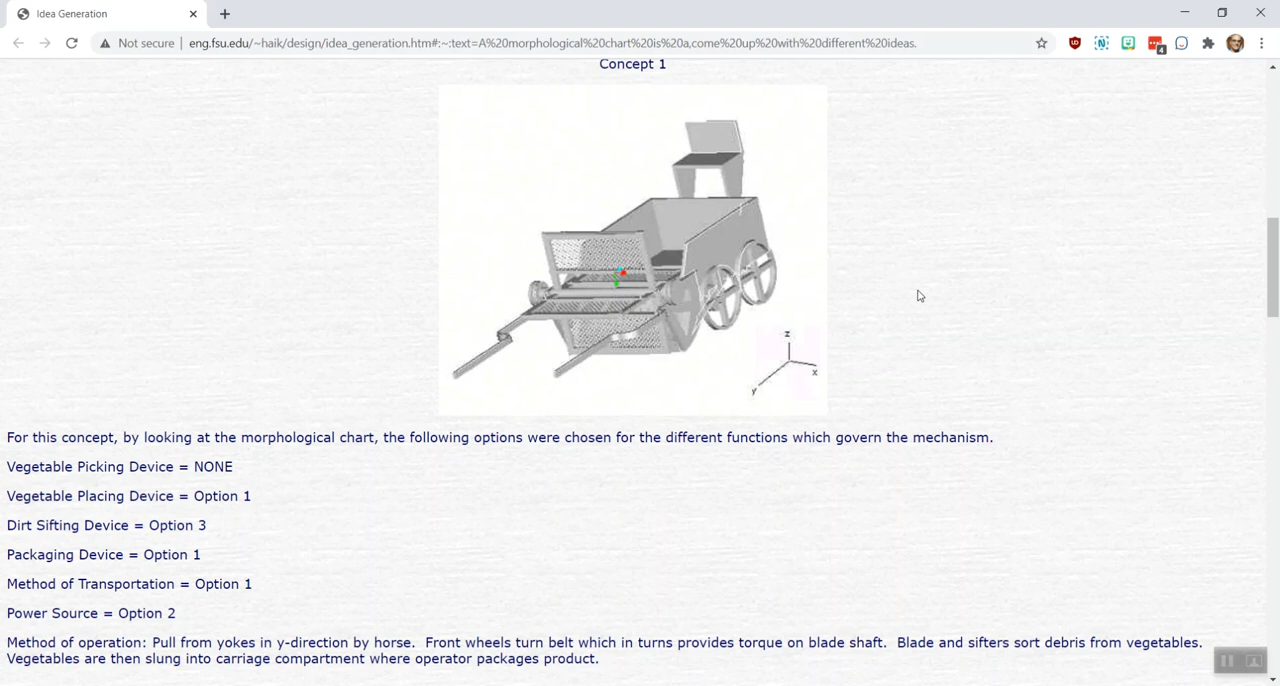 Idea Generation
Not secure
eng.fsu.edu/~haik/design/idea_generation.htm#:~:text=A%20morphological%20chart%20is%20a,come%20up%20with%20different%20ideas.
4
Concept 1
z
x
y
For this concept, by looking at the morphological chart, the following options were chosen for the different functions which govern the mechanism.
Vegetable Picking Device = NONE
Vegetable Placing Device = Option 1
Dirt Sifting Device = Option 3
Packaging Device = Option 1
Method of Transportation = Option 1
Power Source = Option 2
Method of operation: Pull from yokes in y-direction by horse.  Front wheels turn belt which in turns provides torque on blade shaft.  Blade and sifters sort debris from vegetables.
Vegetables are then slung into carriage compartment where operator packages product.